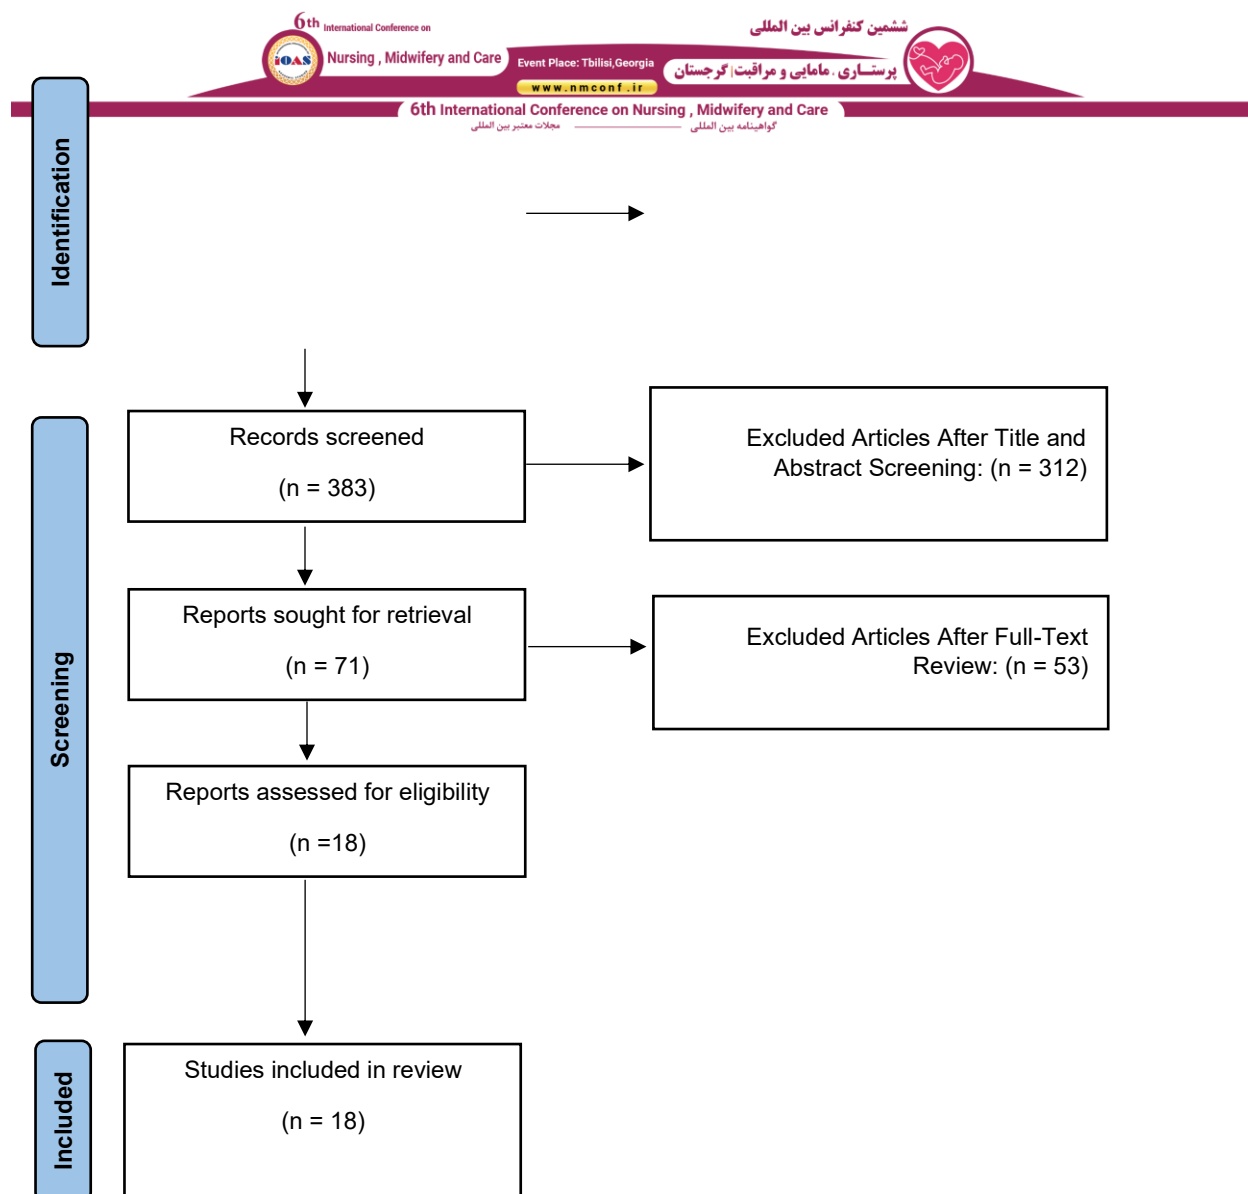 6th International Conference on
Nursing , Midwifery and Care
iOAS
Event Place: Tbilisi,Georgia
www.nmconf.ir
ششمین کنفرانس بین المللی
پرستــاری ، مامایی و مراقبت| گرجستان
6th International Conference on Nursing , Midwifery and Care
گواهینامه بین المللی
مجلات معتبر بین المللی
Identification
Records screened
(n = 383)
Excluded Articles After Title and
Abstract Screening: (n = 312)
Screening
Reports sought for retrieval
(n = 71)
Excluded Articles After Full-Text
Review: (n = 53)
Reports assessed for eligibility
(n =18)
Included
Studies included in review
(n = 18)